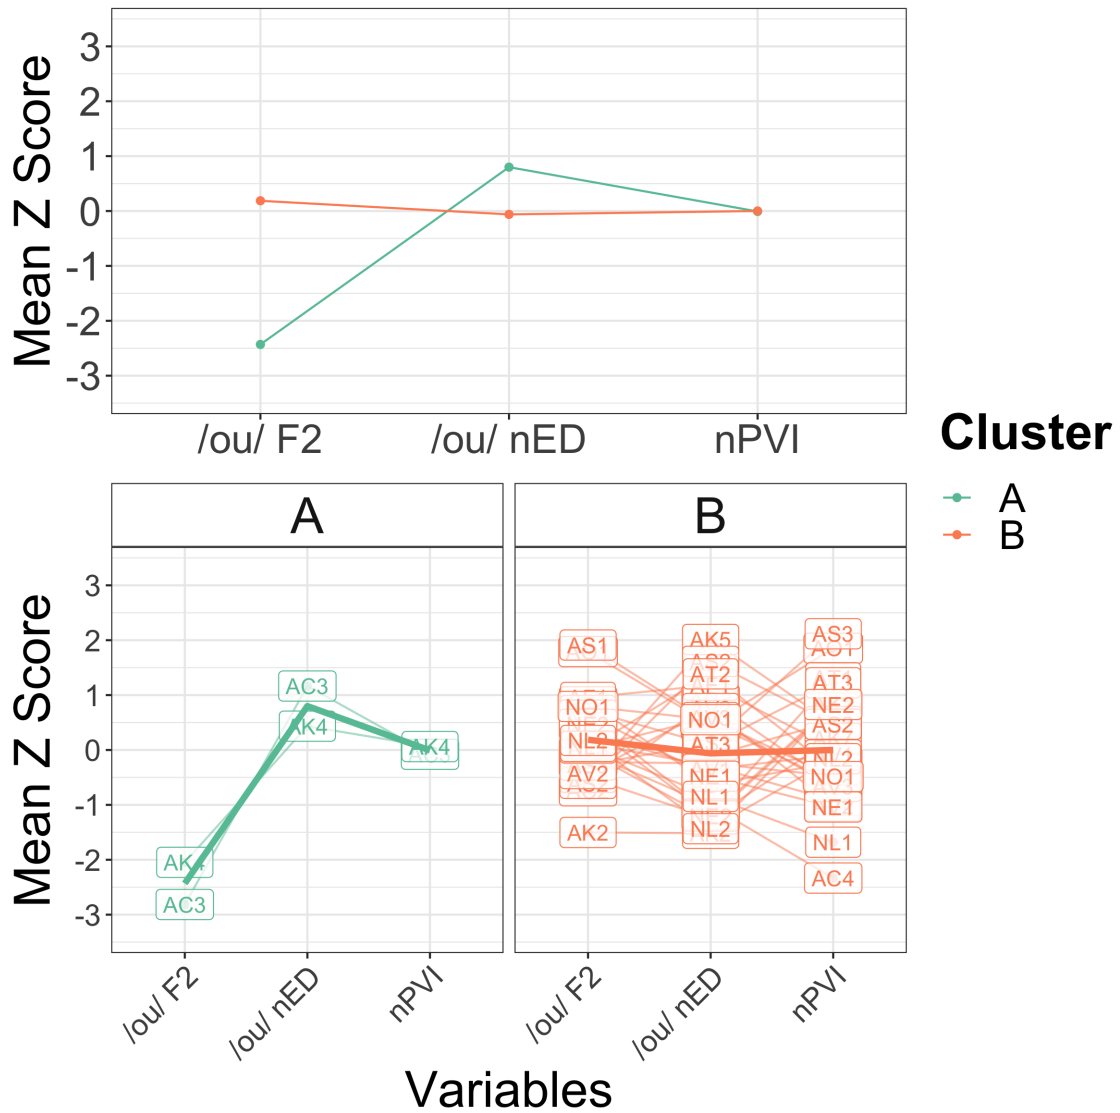 Mean Z Score
3
2
1
0
-1
-2
-3
/ou/ F2
/ou/ nED
nPVI
Cluster
A
B
A
B
Mean Z Score
3
2
1
0
-1
-2
-3
AK4
AC3
AC3
AK4
AK4
AC3
AS1
NO1
NL2
AV2
AK2
AK5
AT2
NO1
AT3
NE1
NL1
NL2
AS3
AO1
AT3
NE2
AS2
NL2
NO1
NE1
NL1
AC4
/ou/ F2
/ou/ nED
nPVI
/ou/ F2
/ou/ nED
nPVI
Variables